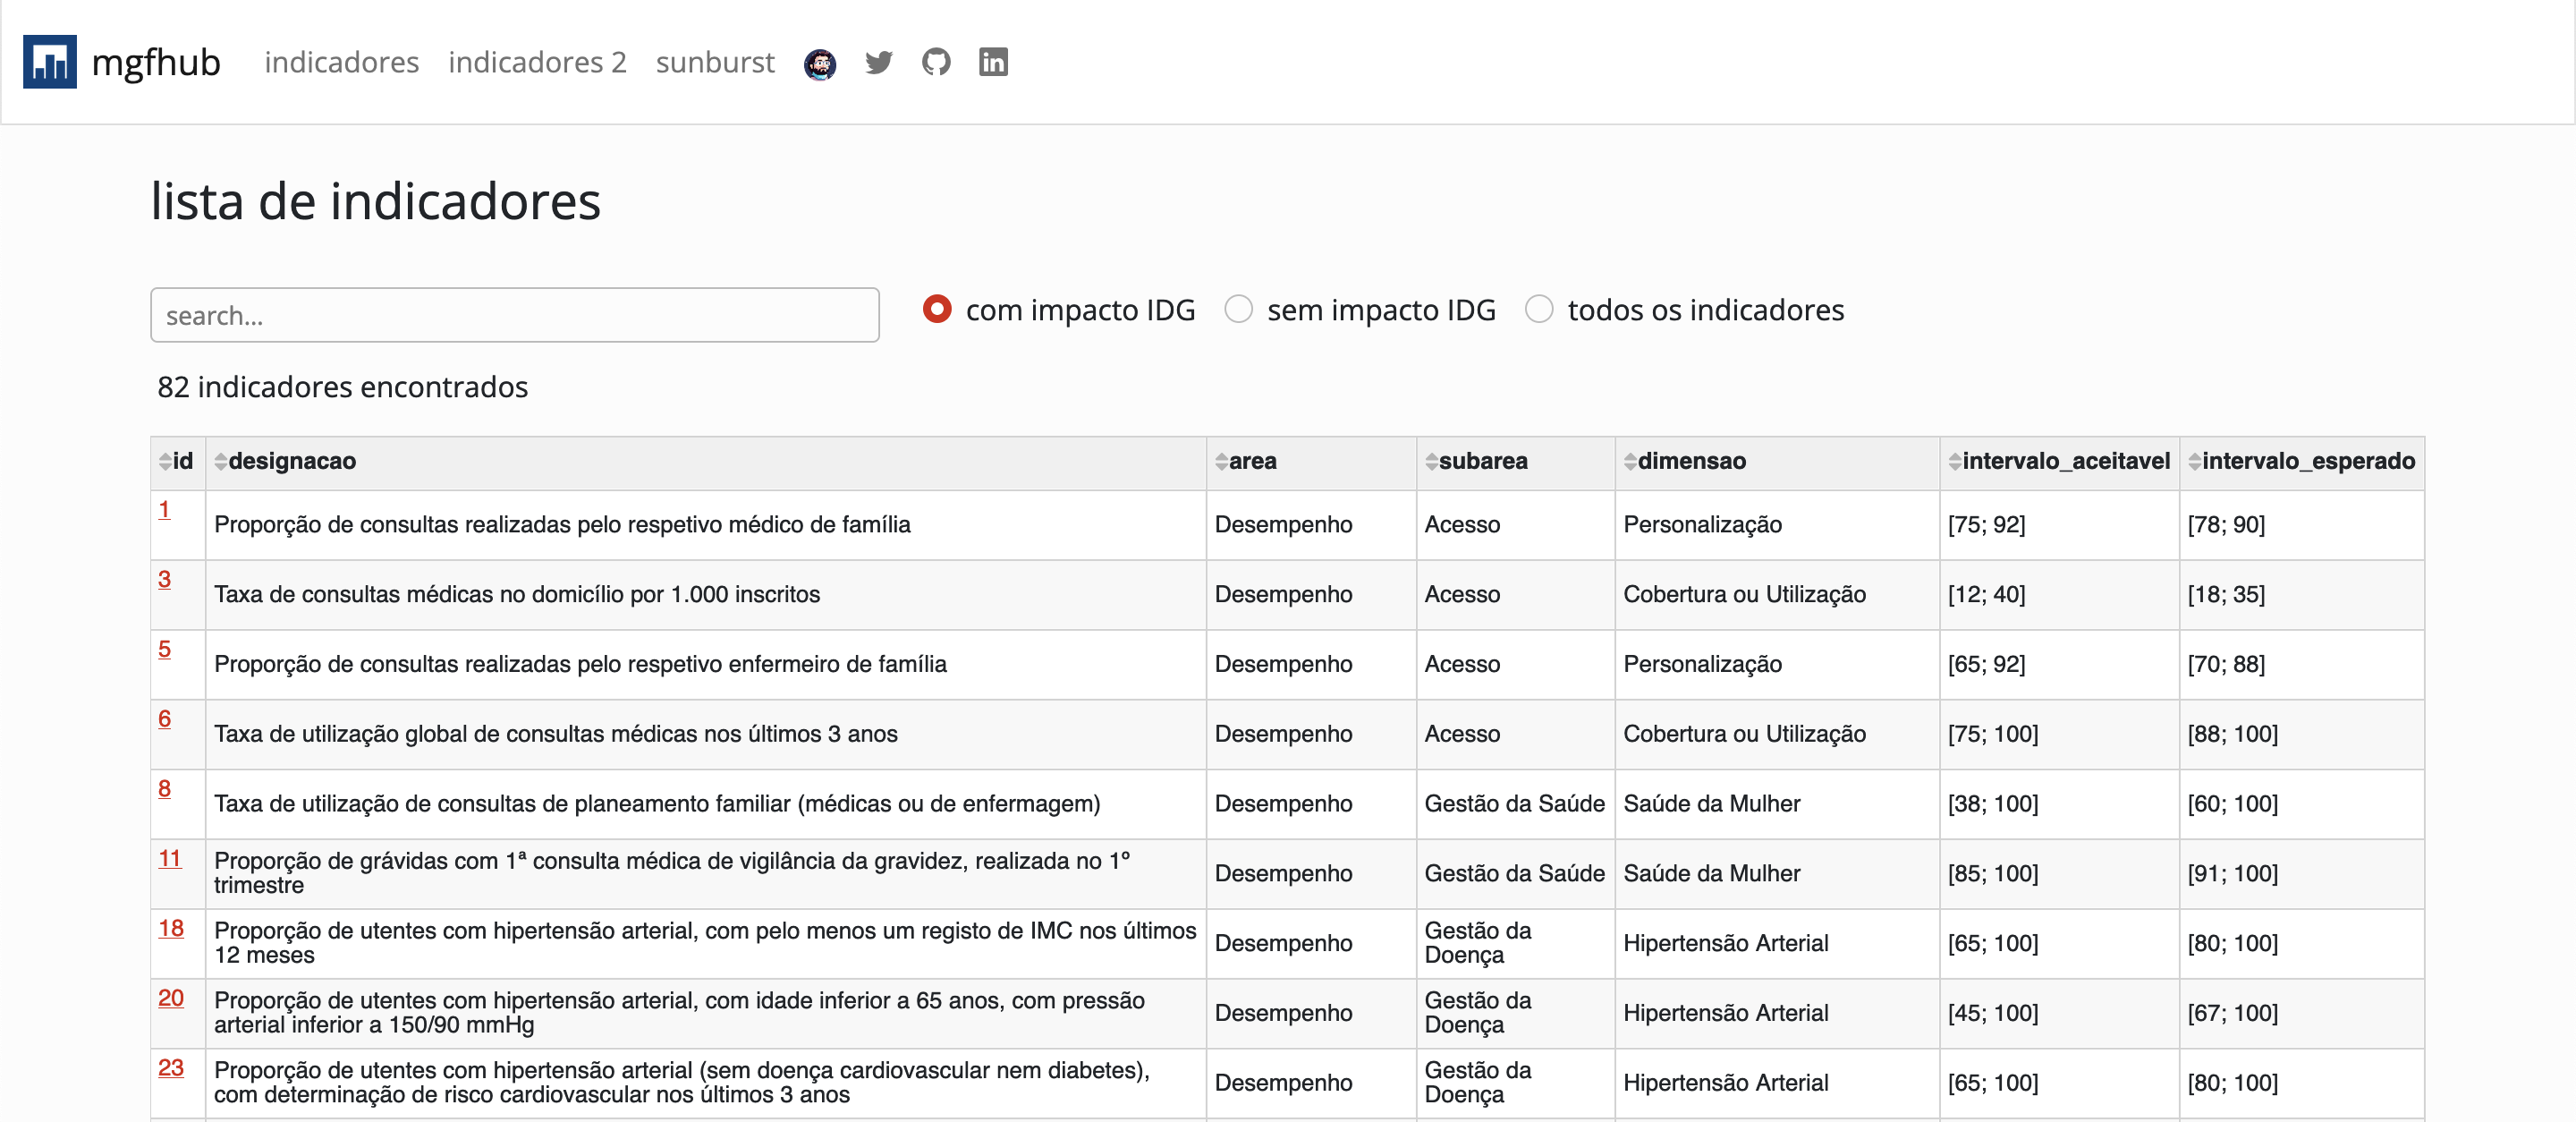 mgfhub indicadores indicadores 2 sunburst
lista de indicadores
search...
com impacto IDG sem impacto IDG todos os indicadores
82 indicadores encontrados
id designacao area subarea dimensao intervalo_aceitavel intervalo_esperado
1 Proporção de consultas realizadas pelo respetivo médico de família Desempenho Acesso Personalização [75; 92] [78; 90]
3 Taxa de consultas médicas no domicílio por 1.000 inscritos Desempenho Acesso Cobertura ou Utilização [12; 40] [18; 35]
5 Proporção de consultas realizadas pelo respetivo enfermeiro de família Desempenho Acesso Personalização [65; 92] [70; 88]
6 Taxa de utilização global de consultas médicas nos últimos 3 anos Desempenho Acesso Cobertura ou Utilização [75; 100] [88; 100]
8 Taxa de utilização de consultas de planeamento familiar (médicas ou de enfermagem) Desempenho Gestão da Saúde Saúde da Mulher [38; 100] [60; 100]
11 Proporção de grávidas com 1ª consulta médica de vigilância da gravidez, realizada no 1º
trimestre Desempenho Gestão da Saúde Saúde da Mulher [85; 100] [91; 100]
18 Proporção de utentes com hipertensão arterial, com pelo menos um registo de IMC nos últimos
12 meses Desempenho Gestão da
Doença Hipertensão Arterial [65; 100] [80; 100]
20 Proporção de utentes com hipertensão arterial, com idade inferior a 65 anos, com pressão
arterial inferior a 150/90 mmHg Desempenho Gestão da
Doença Hipertensão Arterial [45; 100] [67; 100]
23 Proporção de utentes com hipertensão arterial (sem doença cardiovascular nem diabetes),
com determinação de risco cardiovascular nos últimos 3 anos Desempenho Gestão da
Doença Hipertensão Arterial [65; 100] [80; 100]